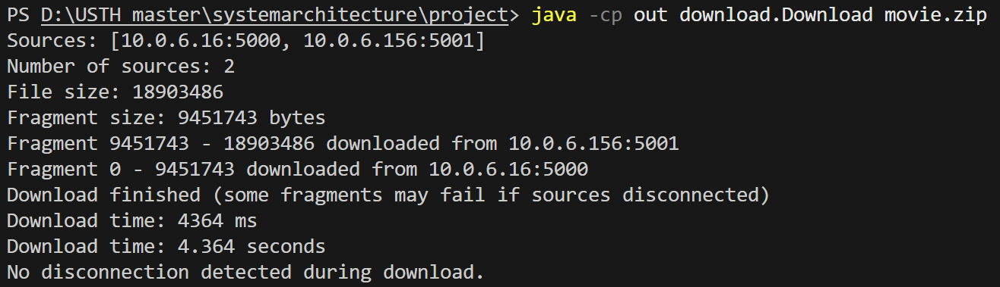 PS D:\USTH master\systemarchitecture\project> java -cp out download.Download movie.zip
Sources: [10.0.6.16:5000, 10.0.6.156:5001]
Number of sources: 2
File size: 18903486
Fragment size: 9451743 bytes
Fragment 9451743 - 18903486 downloaded from 10.0.6.156:5001
Fragment 0 - 9451743 downloaded from 10.0.6.16:5000
Download finished (some fragments may fail if sources disconnected)
Download time: 4364 ms
Download time: 4.364 seconds
No disconnection detected during download.